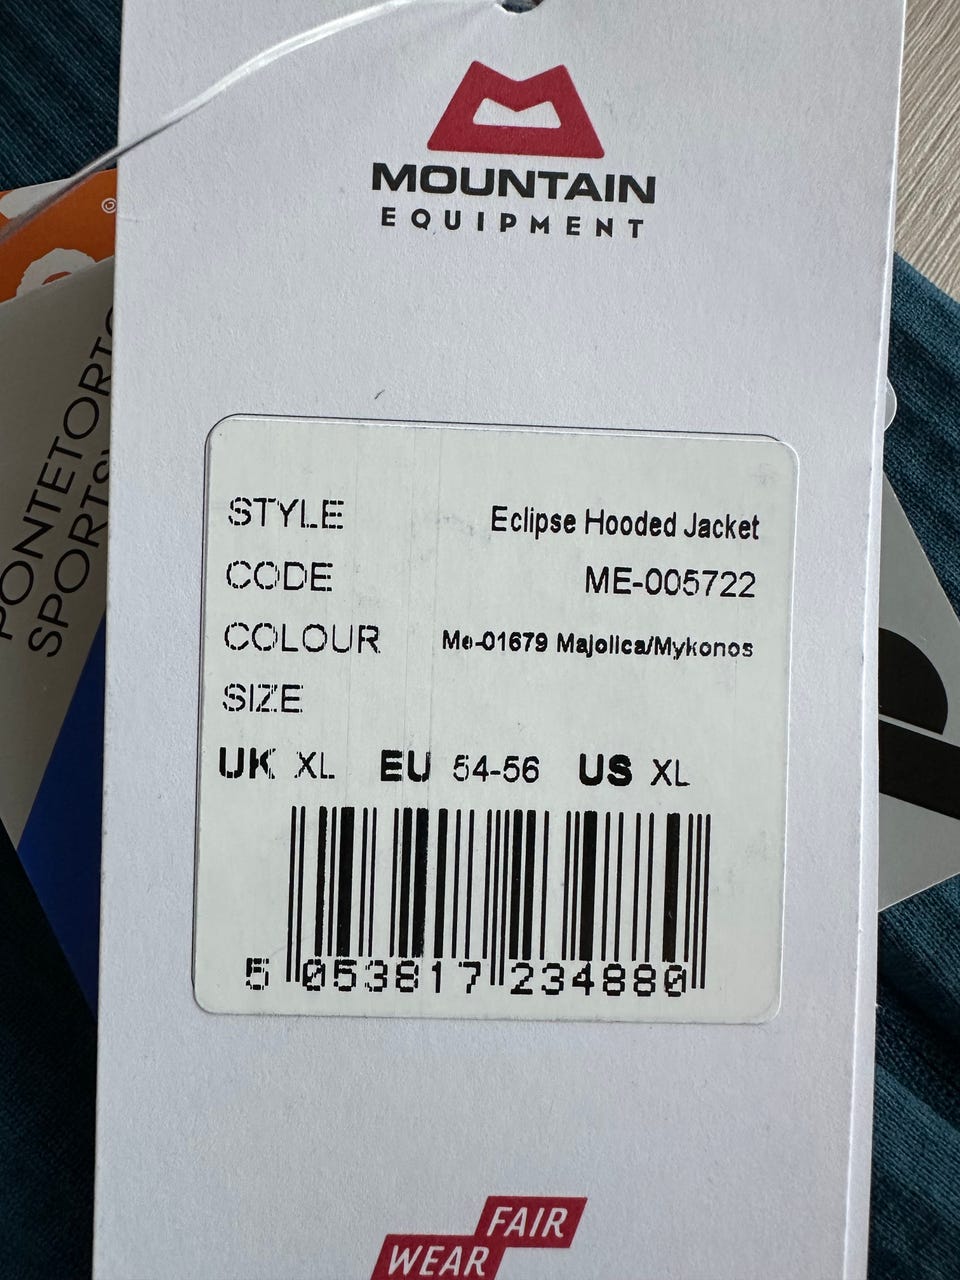 MOUNTAIN
EQUIPMENT
©
PONTETORTO
STYLE Eclipse Hooded Jacket
CODE ME-005722
COLOUR Me-01679 Majolica/Mykonos
SIZE
UK XL EU 54-56 US XL
5 053817 234880
FAIR
WEAR